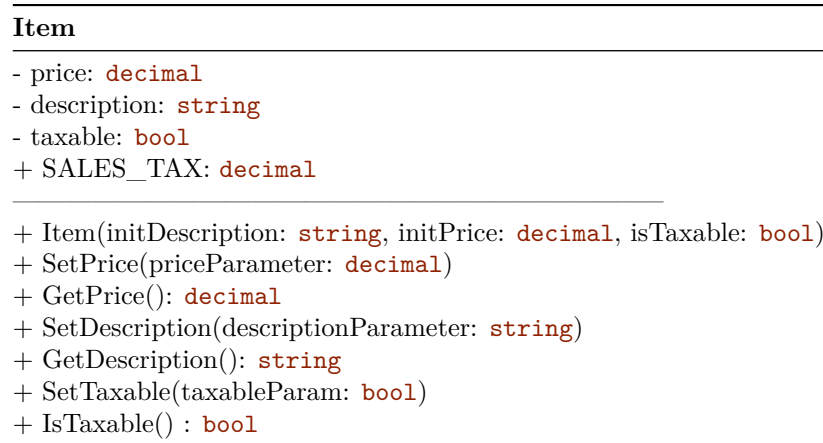 Item
- price: decimal
- description: string
- taxable: bool
+ SALES_TAX: decimal
+ Item(initDescription: string, initPrice: decimal, isTaxable: bool)
+ SetPrice(priceParameter: decimal)
+ GetPrice(): decimal
+ SetDescription(descriptionParameter: string)
+ GetDescription(): string
+ SetTaxable(taxableParam: bool)
+ IsTaxable() : bool